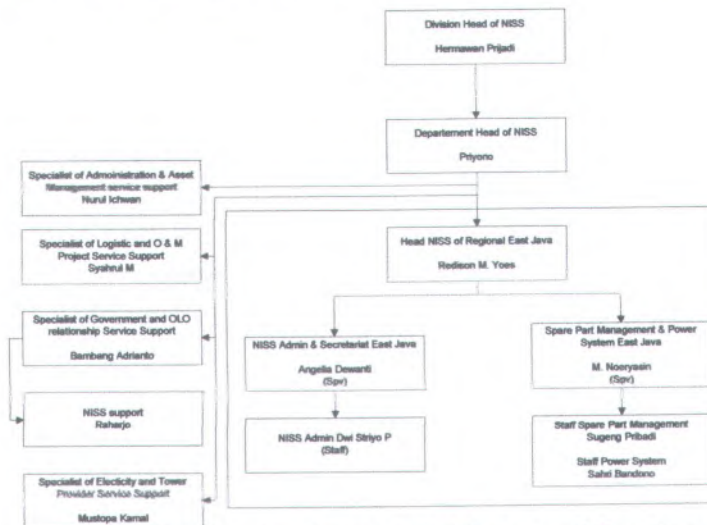 Division Head of NISS
Hermawan Prijadi
Departement Head of NISS
Priyono
Specialist of Admoinistration & Asset
Management service support
Nurul Ichwan
Specialist of Logistic and O & M
Project Service Support
Syahrul M
Specialist of Government and OLO
relationship Service Support
Bambang Adrianto
NISS support
Raharjo
Specialist of Electicity and Tower
Provider Service Support
Mustopa Kamal
Head NISS of Regional East Java
Redison M. Yoes
NISS Admin & Secretariat East Java
Angelia Dewanti
(Spv)
NISS Admin Dwi Striyo P
(Staff)
Spare Part Management & Power
System East Java
M. Noeryasin
(Spv)
Staff Spare Part Management
Sugeng Pribadi
Staff Power System
Sahri Bandono